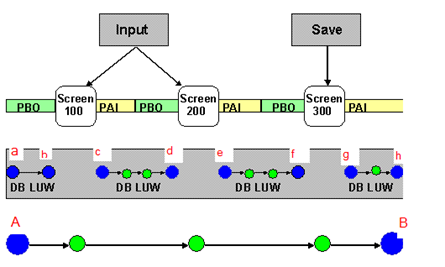 Input Save
Screen 100 Screen 200 Screen 300
PBO PAI PBO PAI PBO PAI
a b c d e f g h
DB LUW DB LUW DB LUW DB LUW
A B